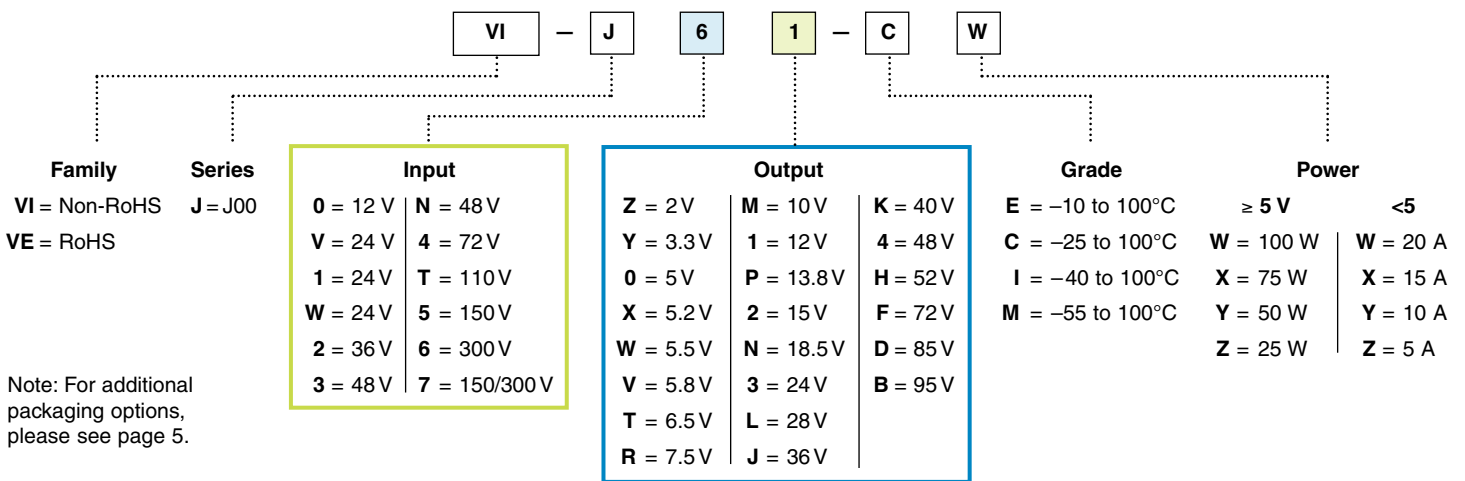 VI – J 6 1 – C W
Family Series Input Output Grade Power
VI = Non-RoHS
VE = RoHS
J = J00
0 = 12 V N = 48 V
V = 24 V 4 = 72 V
1 = 24 V T = 110 V
W = 24 V 5 = 150 V
2 = 36 V 6 = 300 V
3 = 48 V 7 = 150/300 V
Z = 2 V M = 10 V K = 40 V
Y = 3.3 V 1 = 12 V 4 = 48 V
0 = 5 V P = 13.8 V H = 52 V
X = 5.2 V 2 = 15 V F = 72 V
W = 5.5 V N = 18.5 V D = 85 V
V = 5.8 V 3 = 24 V B = 95 V
T = 6.5 V L = 28 V
R = 7.5 V J = 36 V
E = –10 to 100°C
C = –25 to 100°C
I = –40 to 100°C
M = –55 to 100°C
≥ 5 V <5
W = 100 W W = 20 A
X = 75 W X = 15 A
Y = 50 W Y = 10 A
Z = 25 W Z = 5 A
Note: For additional
packaging options,
please see page 5.